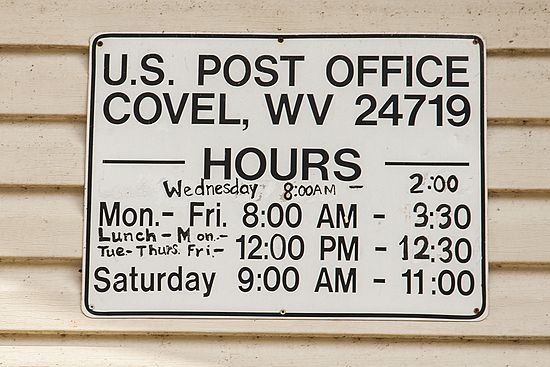 U.S. POST OFFICE
COVEL, WV 24719
HOURS
Wednesday 8:00AM - 2:00
Mon.- Fri. 8:00 AM - 3:30
Lunch - Mon.-
Tue-Thurs. Fri- 12:00 PM - 12:30
Saturday 9:00 AM - 11:00